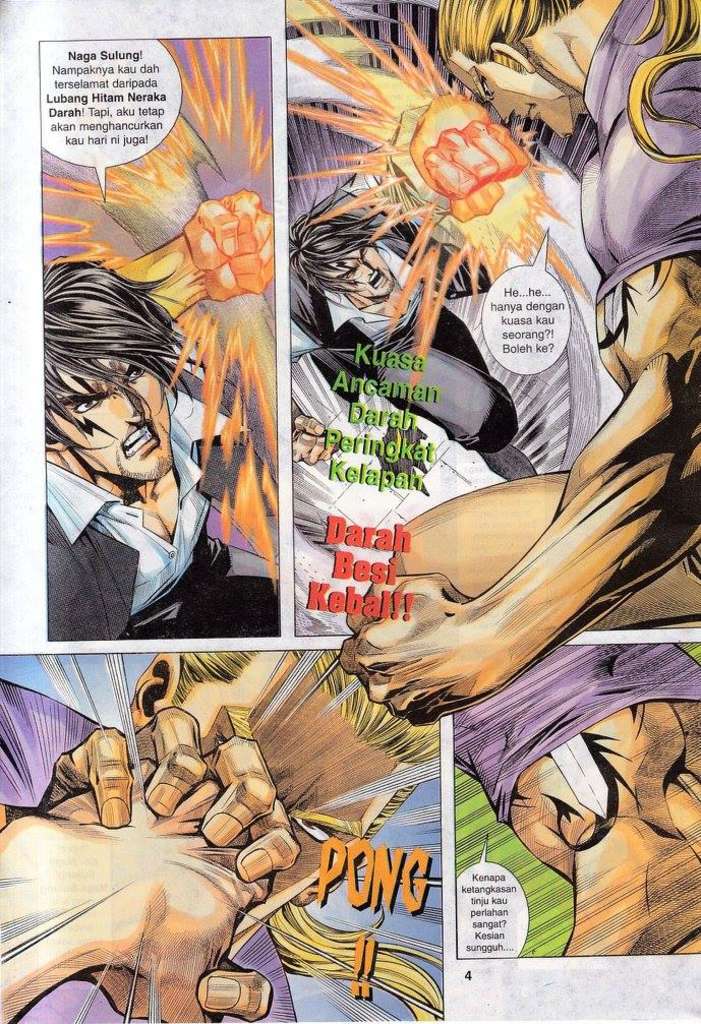 Naga Sulung!
Nampaknya kau dah
terselamat daripada
Lubang Hitam Neraka
Darah! Tapi, aku tetap
akan menghancurkan
kau hari ni juga!
He...he...
hanya dengan
kuasa kau
seorang?!
Boleh ke?
Kuasa
Ancaman
Darah
Peringkat
Kelapan
Darah
Besi
Kebal!!
PONG
!!
Kenapa
ketangkasan
tinju kau
perlahan
sangat?
Kesian
sungguh....
4